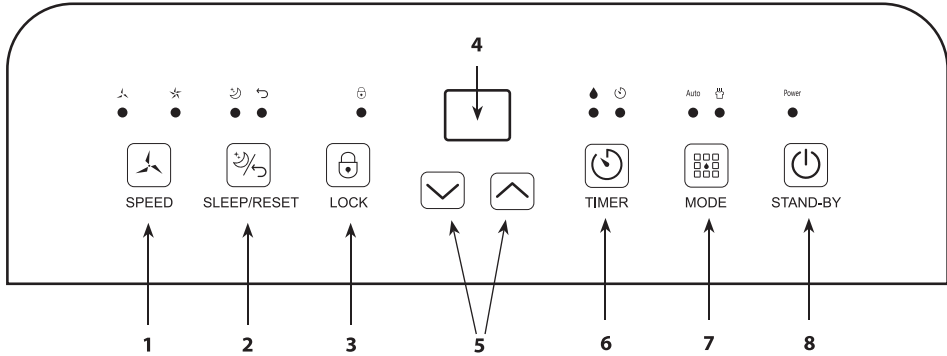 4
Auto
Power
SPEED SLEEP/RESET LOCK TIMER MODE STAND-BY
1 2 3 5 6 7 8